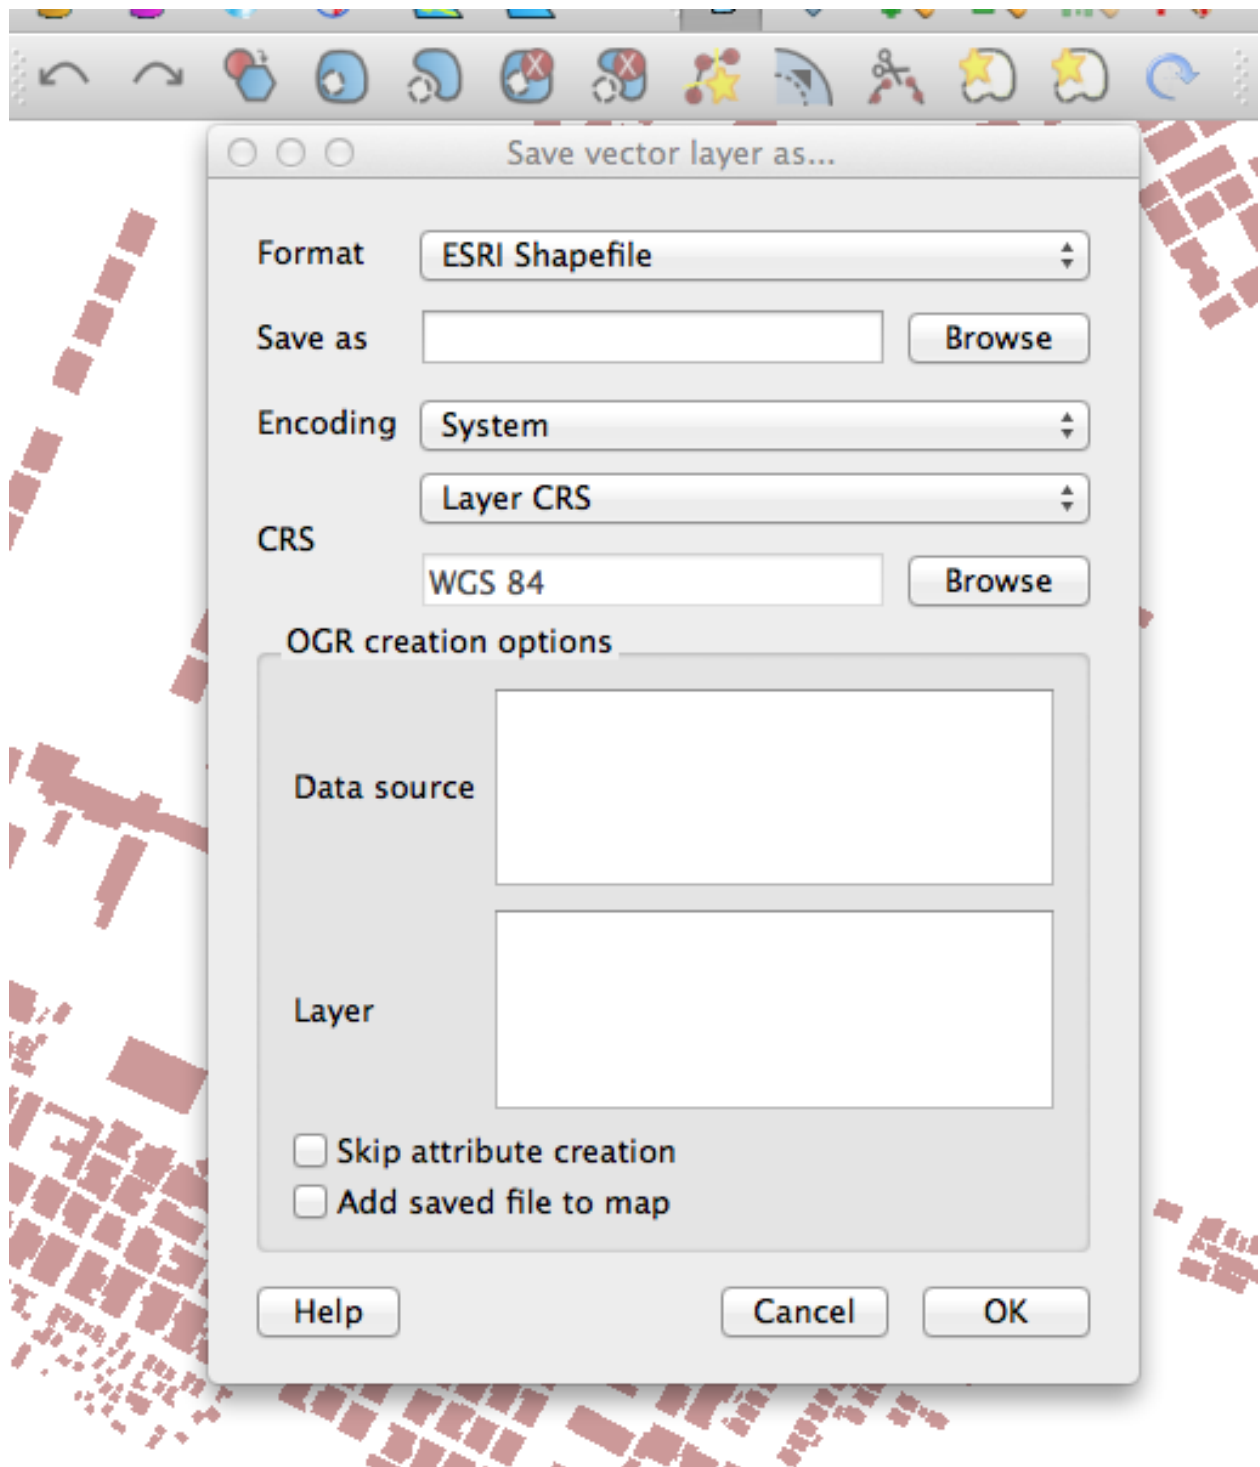 Save vector layer as...
Format ESRI Shapefile
Save as Browse
Encoding System
Layer CRS
CRS
WGS 84 Browse
OGR creation options
Data source
Layer
Skip attribute creation
Add saved file to map
Help Cancel OK